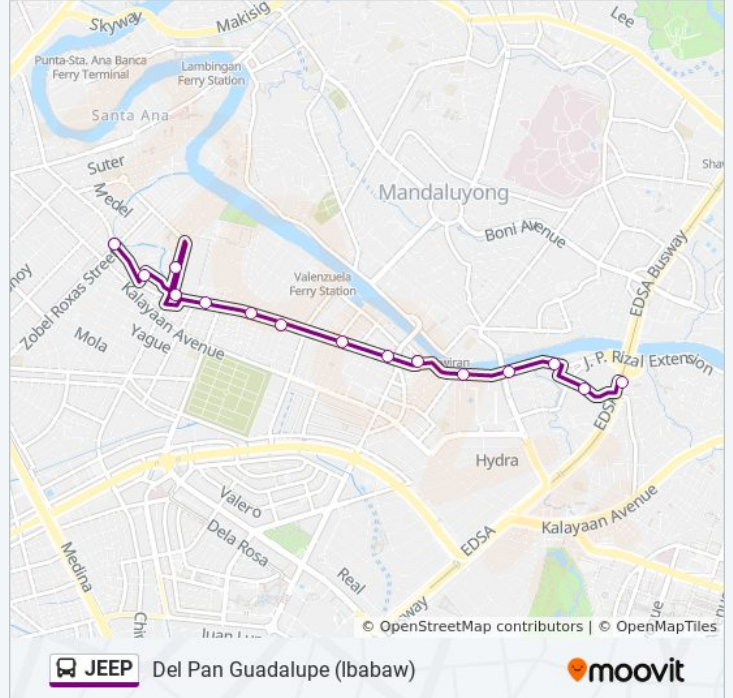 Skyway
Makisig
Lee
Punta-Sta. Ana Banca
Ferry Terminal
Lambingan
Ferry Station
Santa Ana
Suter
Medel
Mandaluyong
Boni Avenue
EDSA Busway
Valenzuela
Ferry Station
Zobel Roxas Street
Kalayaan Avenue
Mola
Yague
J. P. Rizal Extension
EDSA
Hydra
Valero
Dela Rosa
Kalayaan Avenue
EDSA
Medina
Real
© OpenStreetMap contributors | © OpenMapTiles
JEEP Del Pan Guadalupe (Ibabaw)
moovit